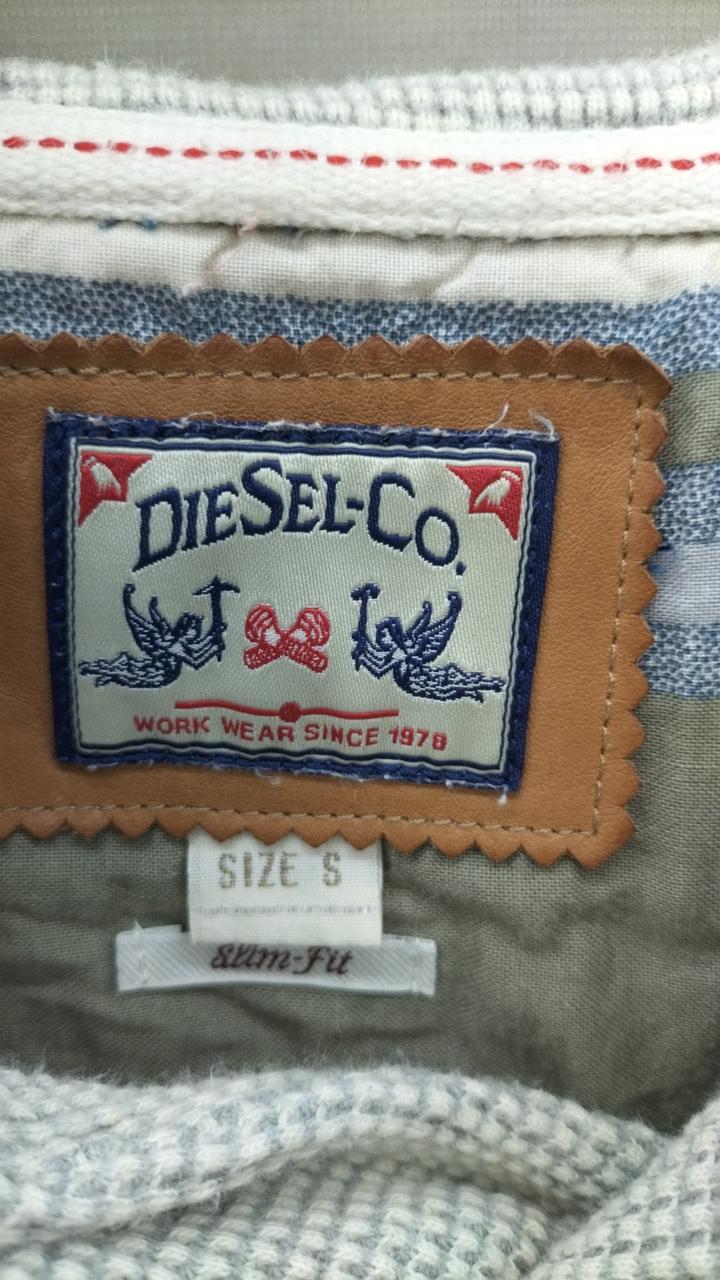 DIESEL-CO.
WORK WEAR SINCE 1978
SIZE S
Slim-Fit